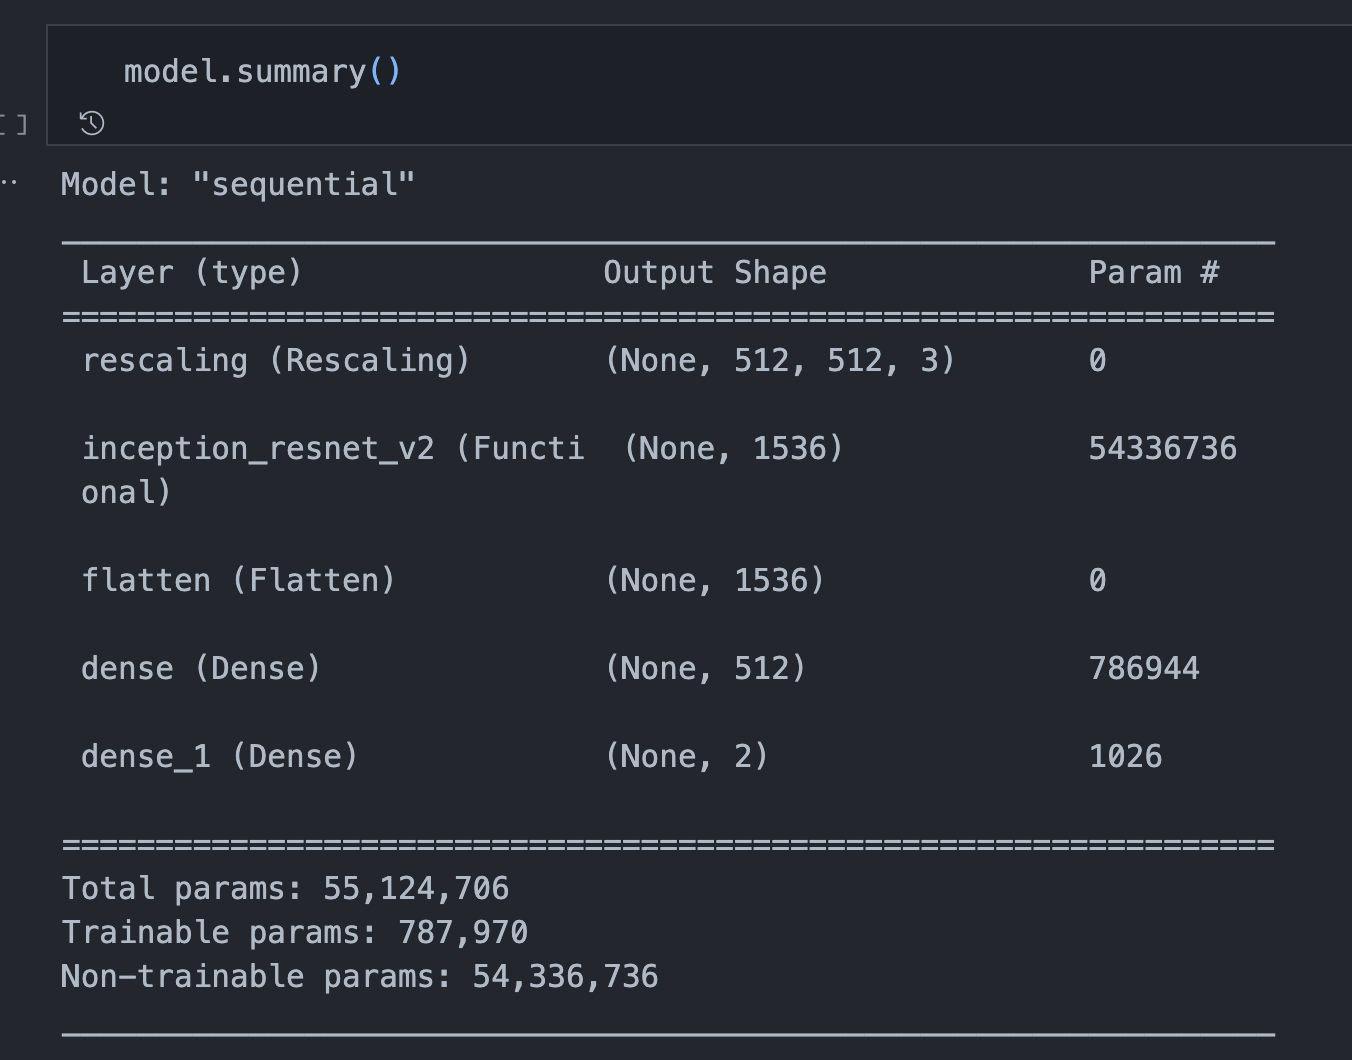 model.summary()
[ ]
Model: "sequential"
Layer (type) Output Shape Param #
=================================================================
rescaling (Rescaling) (None, 512, 512, 3) 0
inception_resnet_v2 (Functi (None, 1536) 54336736
onal)
flatten (Flatten) (None, 1536) 0
dense (Dense) (None, 512) 786944
dense_1 (Dense) (None, 2) 1026
=================================================================
Total params: 55,124,706
Trainable params: 787,970
Non-trainable params: 54,336,736